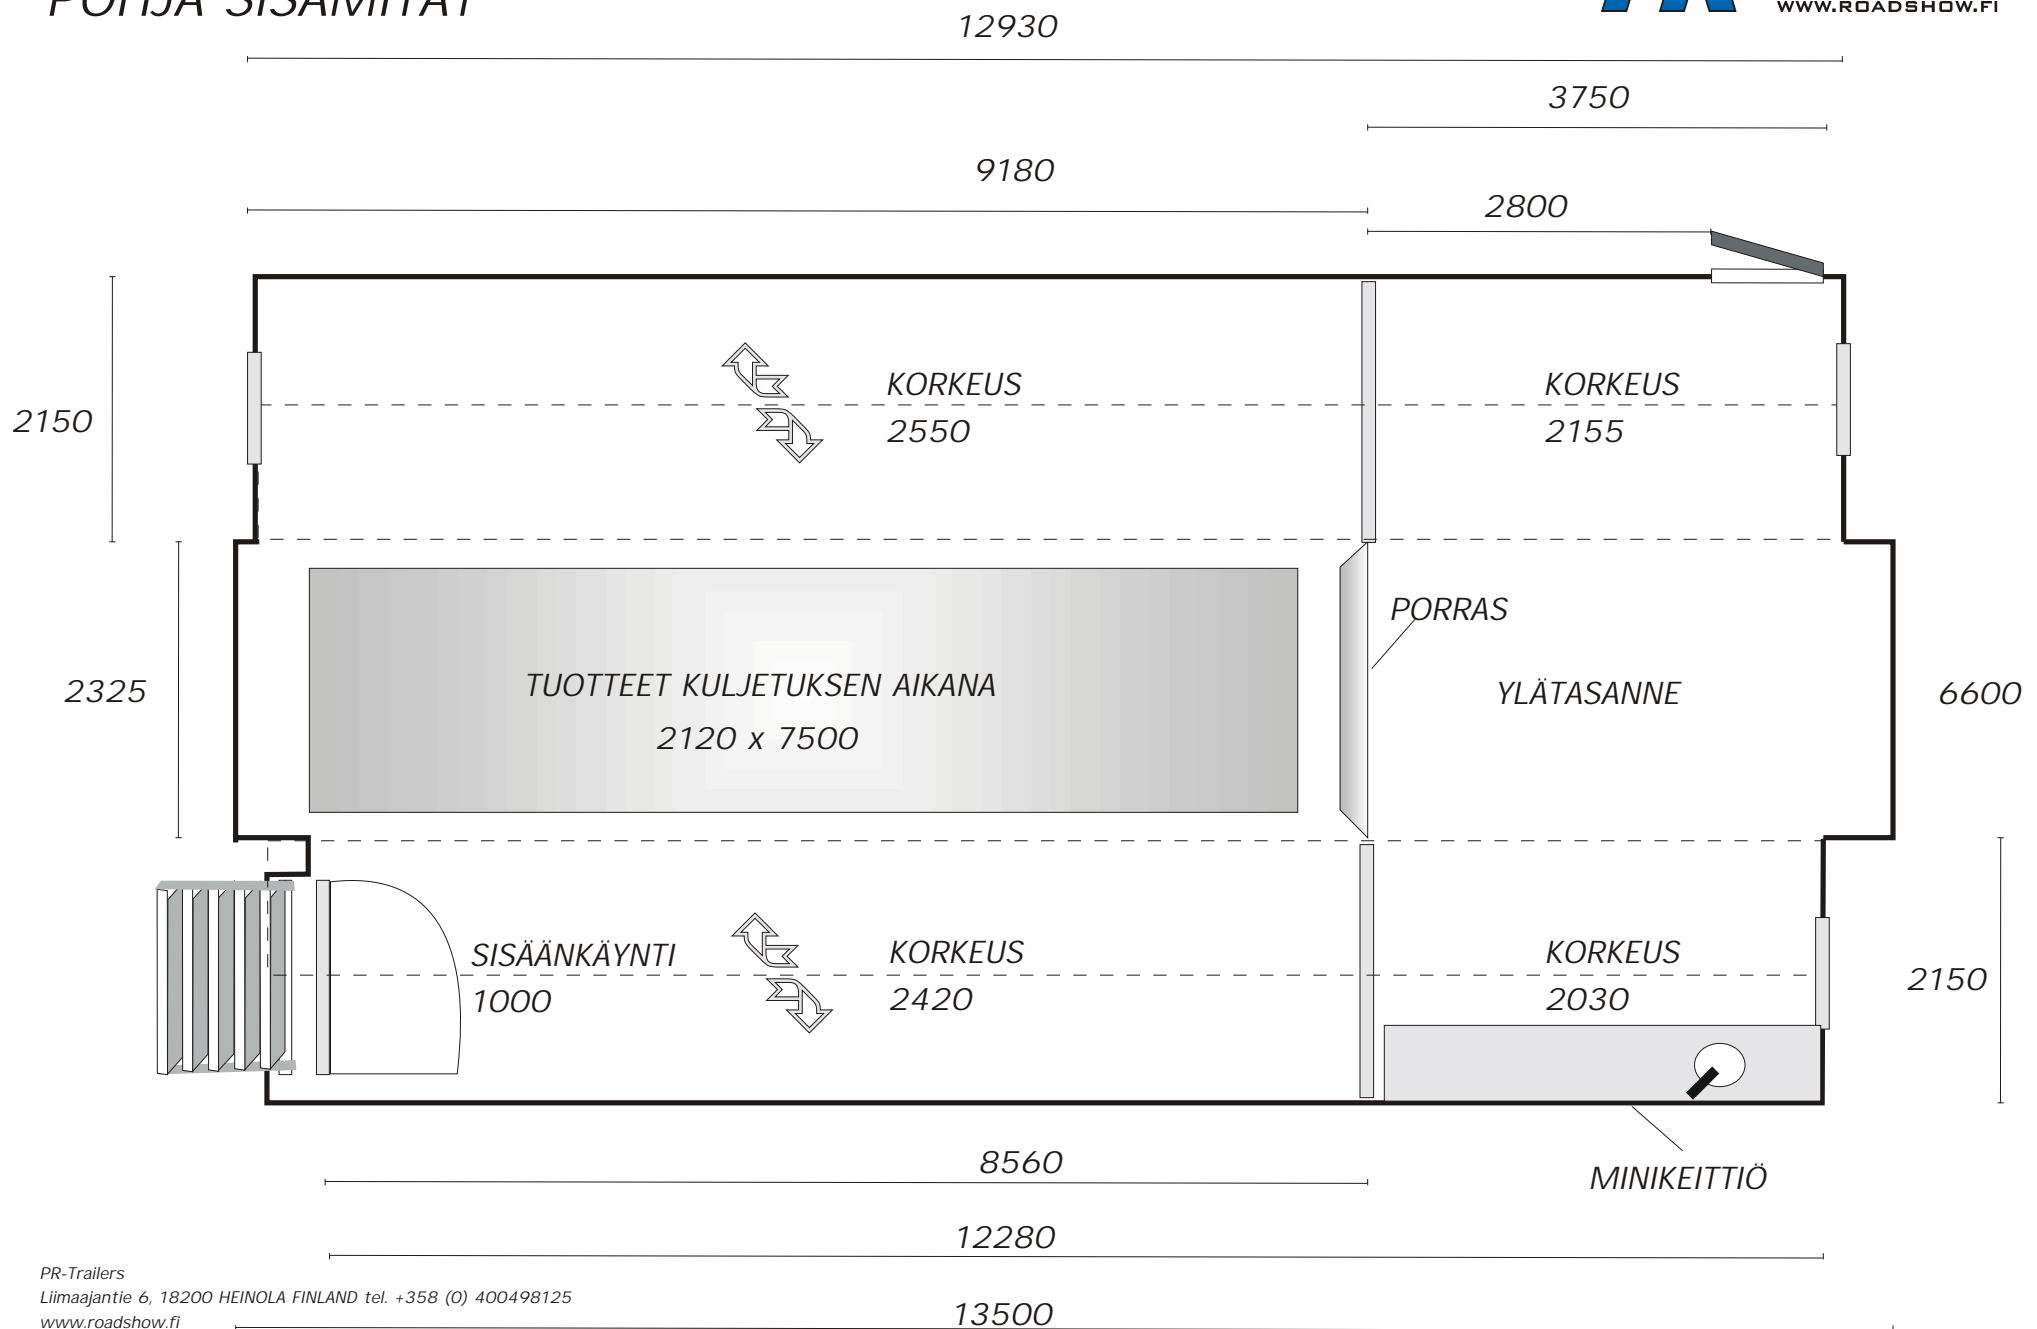 POHJA SISÄMITAT
WWW.ROADSHOW.FI
12930
3750
9180
2800
2150
KORKEUS
2550
KORKEUS
2155
2325
TUOTTEET KULJETUKSEN AIKANA
2120 x 7500
PORRAS
YLÄTASANNE
6600
SISÄÄNKÄYNTI
1000
KORKEUS
2420
KORKEUS
2030
2150
8560
MINIKEITTIÖ
12280
13500
PR-Trailers
Liimaajantie 6, 18200 HEINOLA FINLAND tel. +358 (0) 400498125
www.roadshow.fi